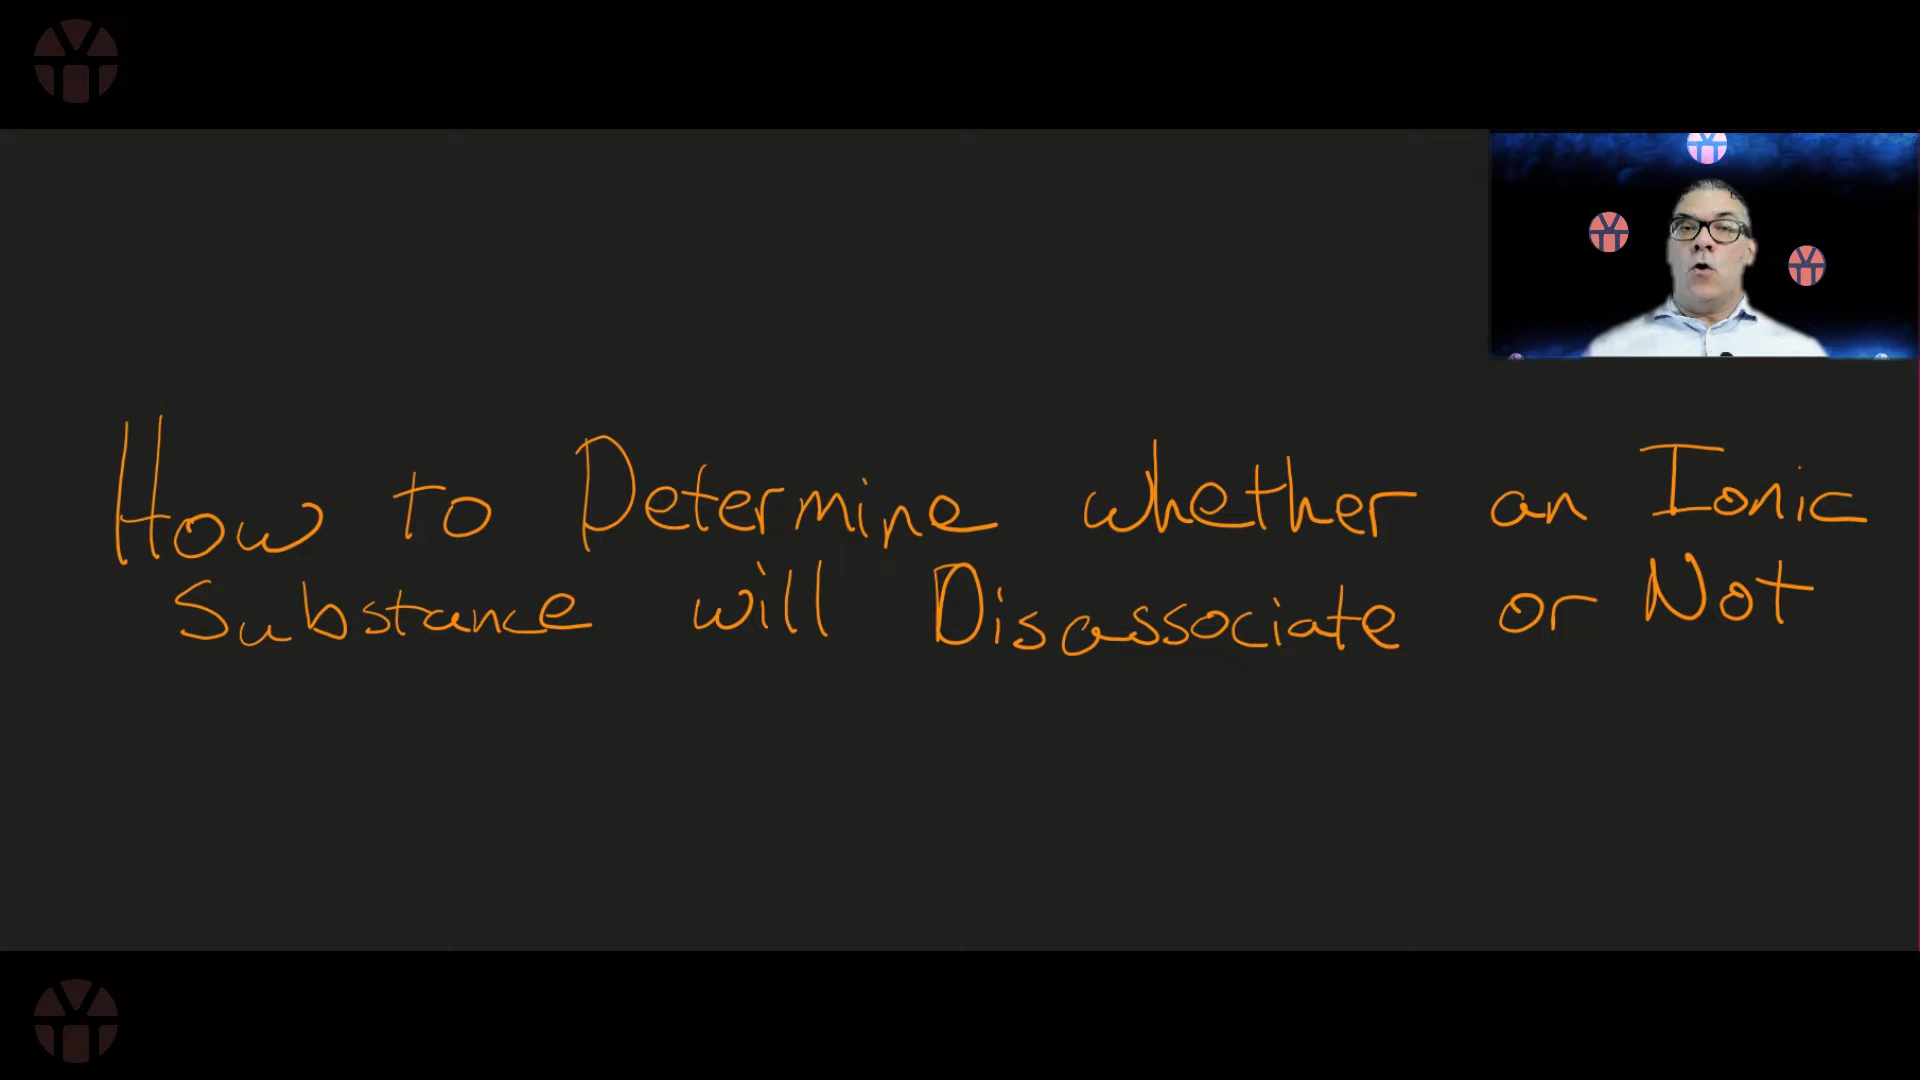 How to Determine whether an Ionic
Substance will Disassociate or Not